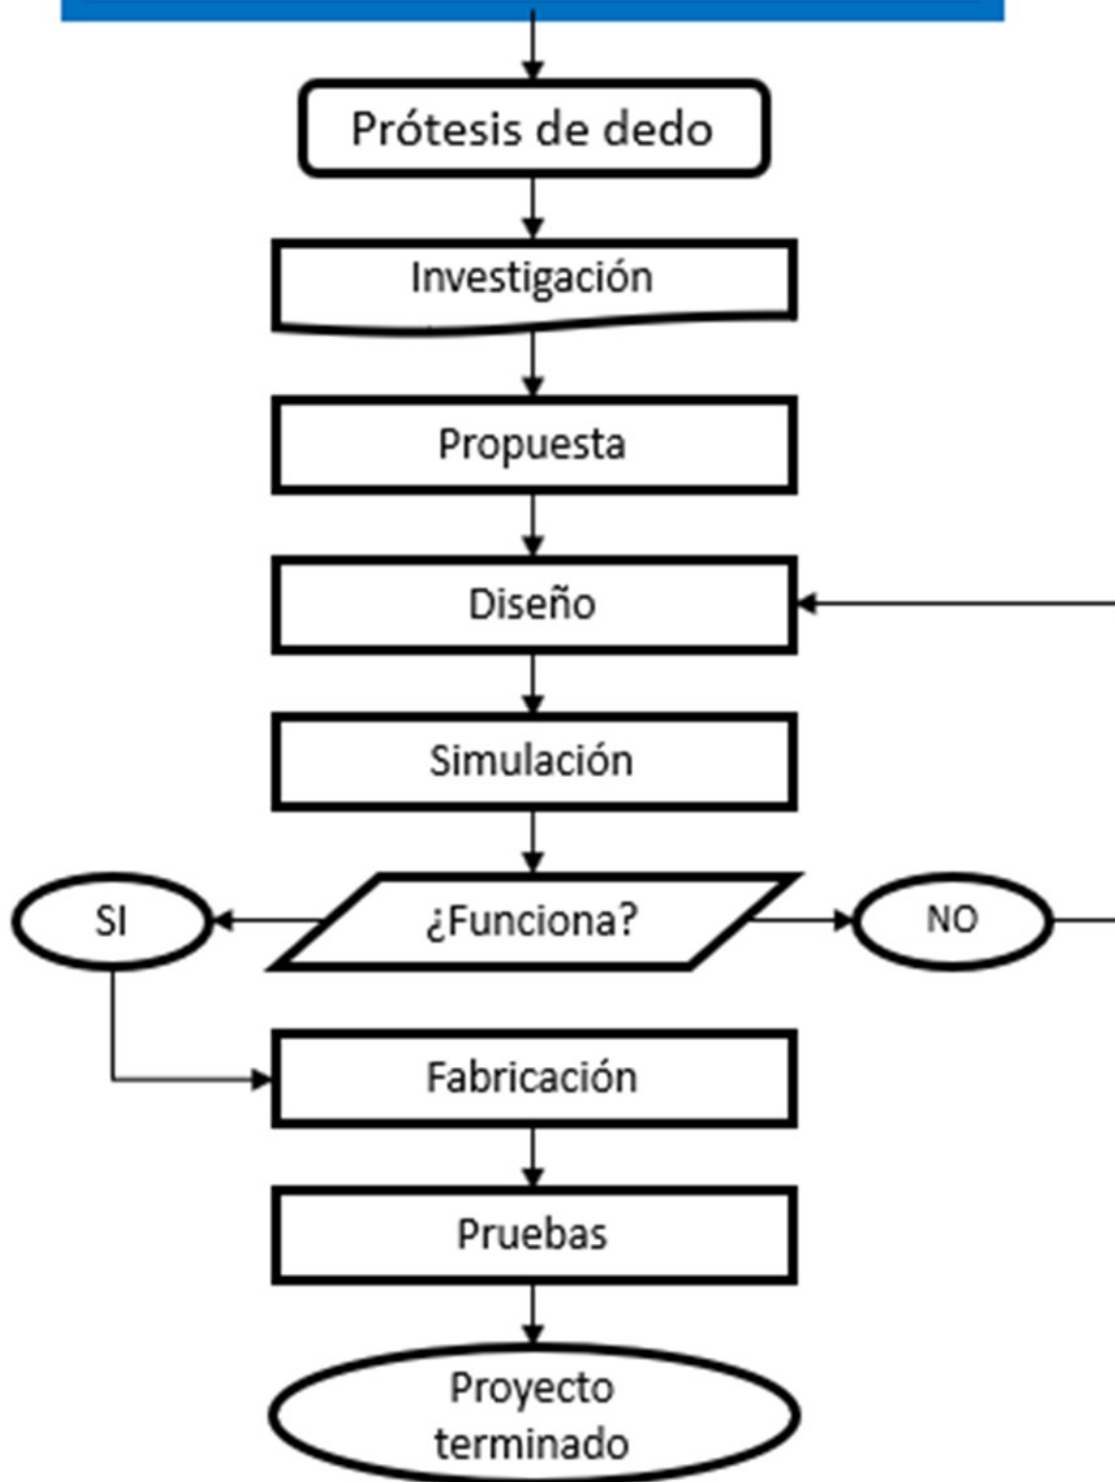 Prótesis de dedo
Investigación
Propuesta
Diseño
Simulación
SI
¿Funciona?
NO
Fabricación
Pruebas
Proyecto
terminado